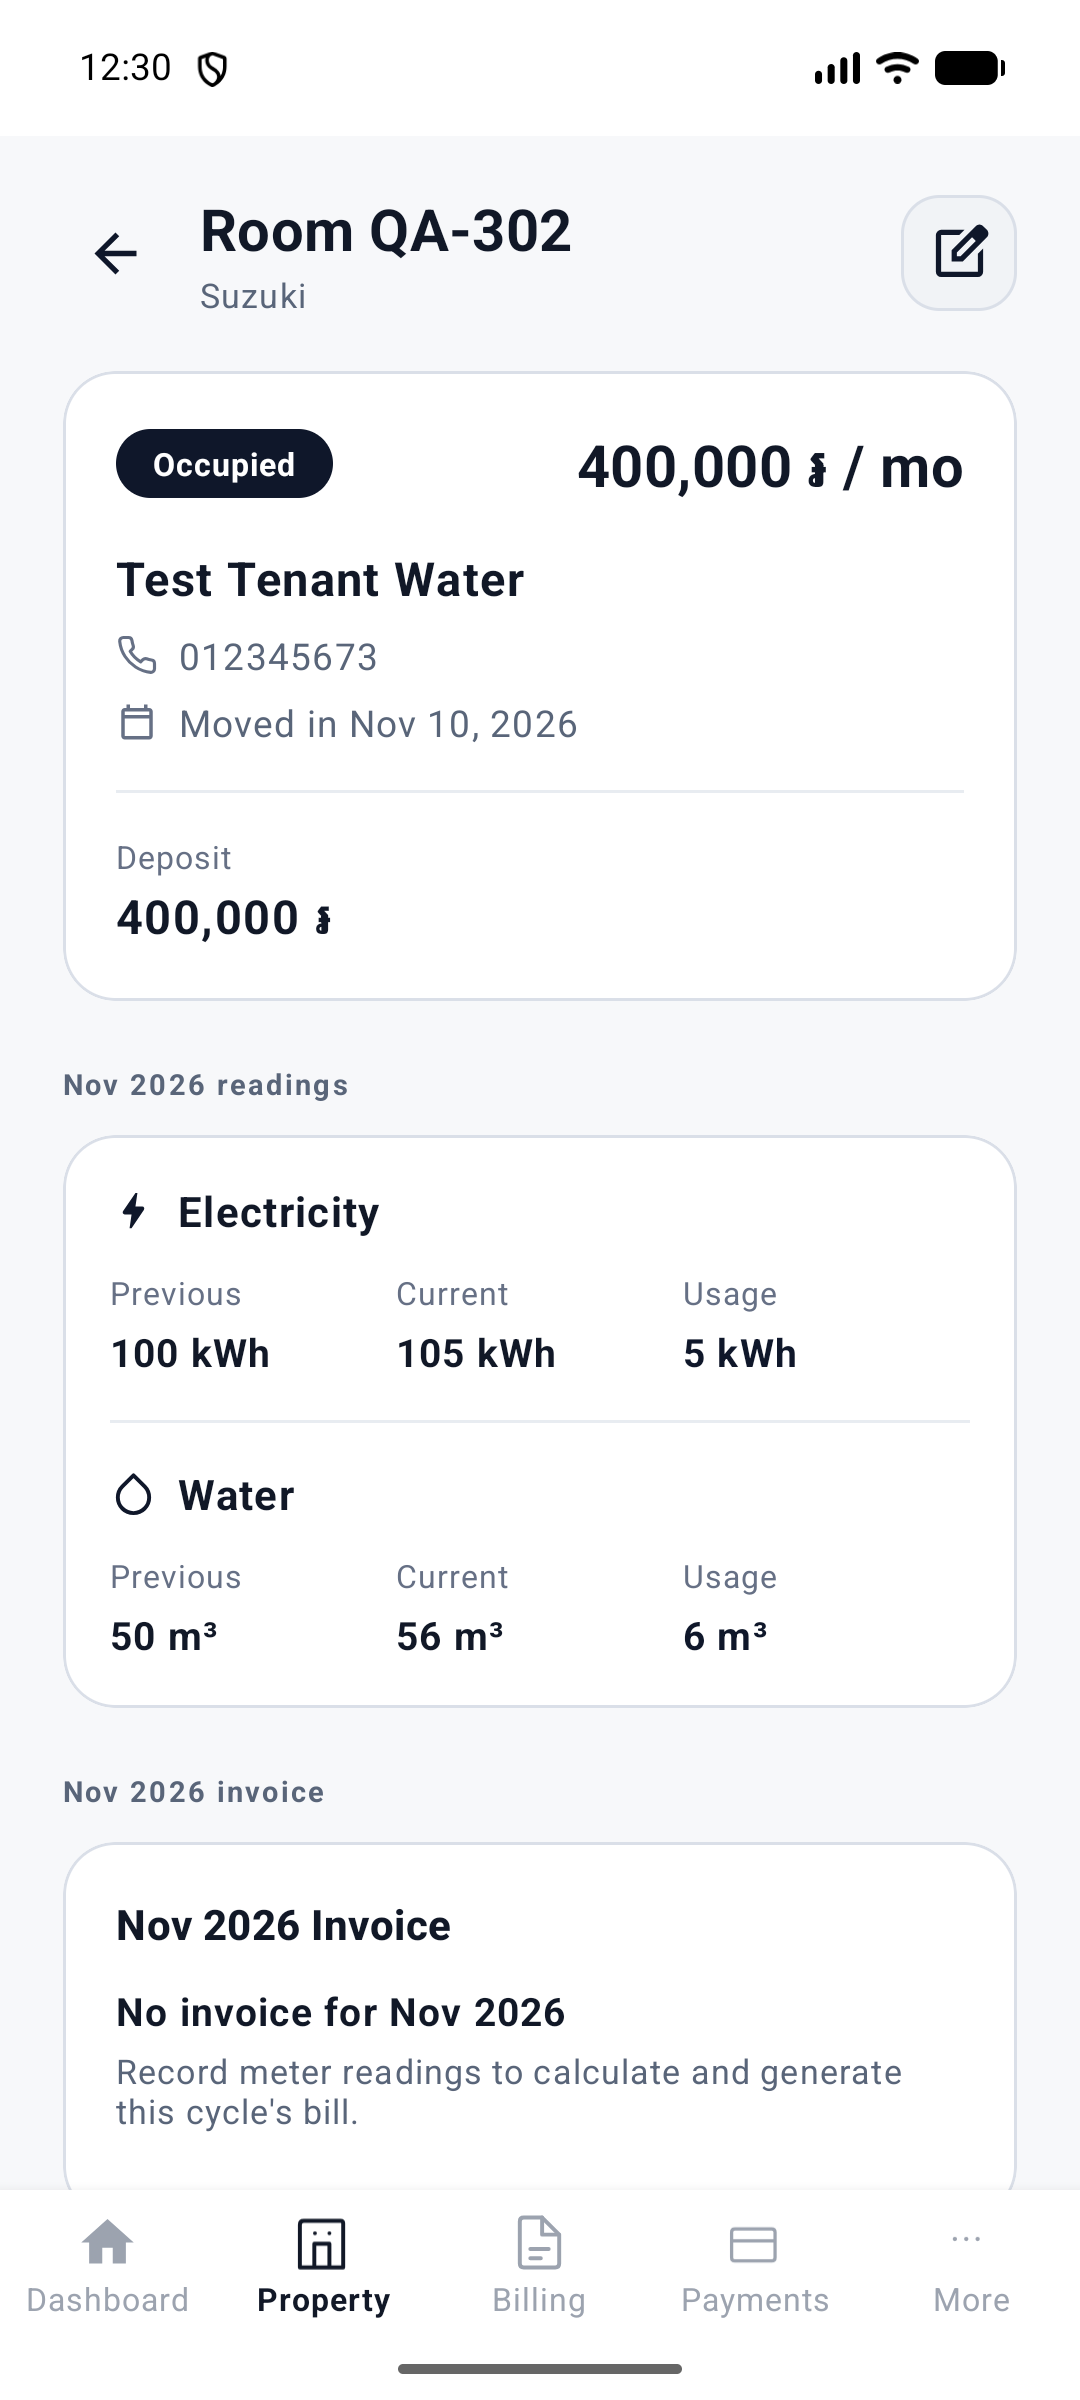 12:30
Room QA-302
Suzuki
Occupied
400,000 ៛ / mo
Test Tenant Water
012345673
Moved in Nov 10, 2026
Deposit
400,000 ៛
Nov 2026 readings
Electricity
Previous Current Usage
100 kWh 105 kWh 5 kWh
Water
Previous Current Usage
50 m³ 56 m³ 6 m³
Nov 2026 invoice
Nov 2026 Invoice
No invoice for Nov 2026
Record meter readings to calculate and generate
this cycle's bill.
Dashboard Property Billing Payments More